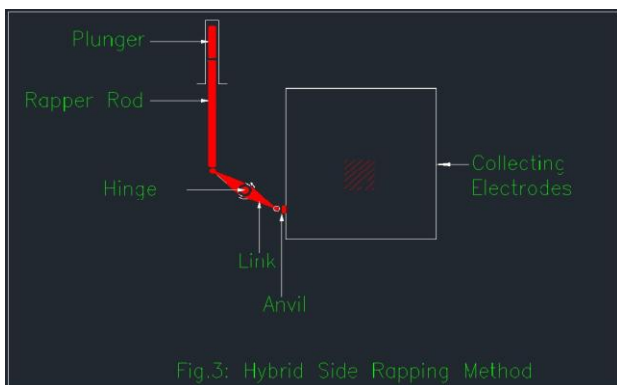 Plunger
Rapper Rod
Hinge
Link
Anvil
Collecting
Electrodes
Fig.3: Hybrid Side Rapping Method